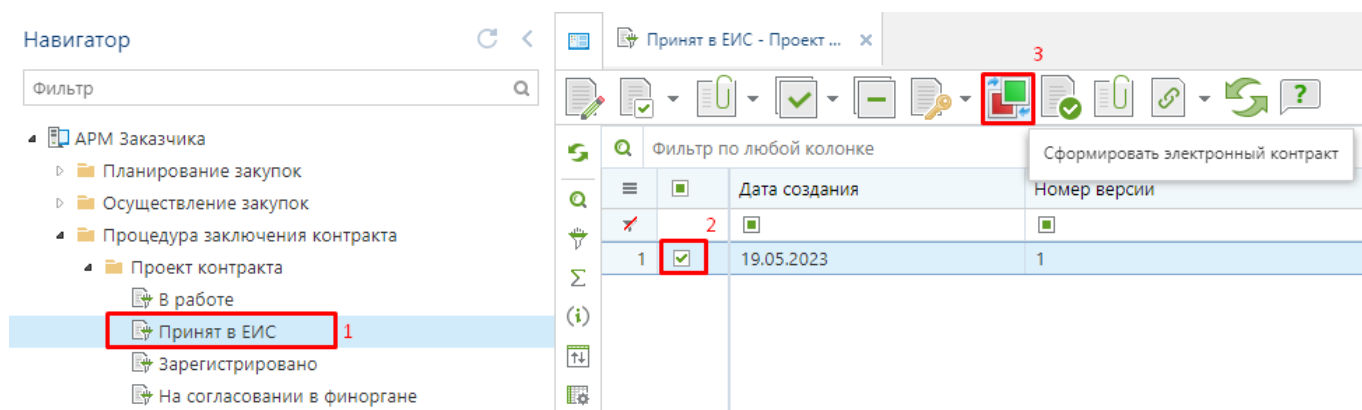 Навигатор
Принят в ЕИС - Проект ...
3
Фильтр
АРМ Заказчика
Планирование закупок
Осуществление закупок
Процедура заключения контракта
Проект контракта
В работе
Принят в ЕИС 1
Зарегистрировано
На согласовании в финоргане
Фильтр по любой колонке
Сформировать электронный контракт
Дата создания Номер версии
2
1 19.05.2023 1